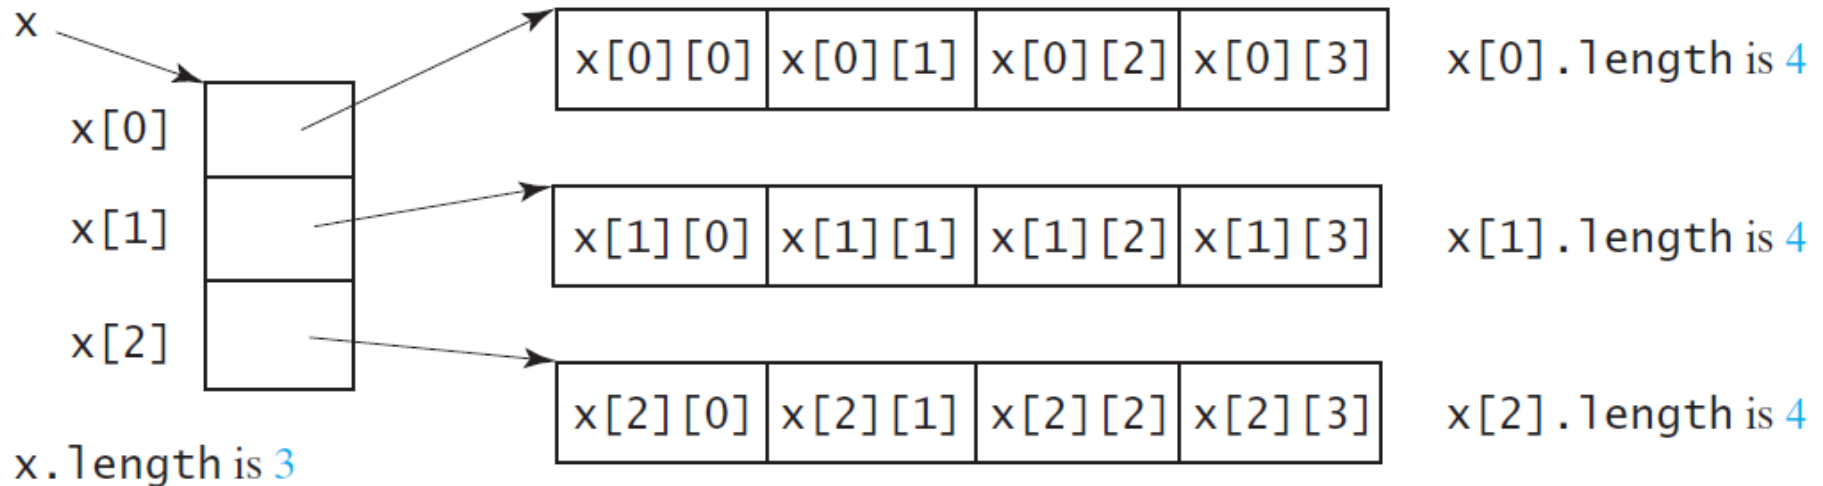 x
x[0][0] x[0][1] x[0][2] x[0][3] x[0].length is 4
x[0]
x[1]
x[1][0] x[1][1] x[1][2] x[1][3] x[1].length is 4
x[2]
x[2][0] x[2][1] x[2][2] x[2][3] x[2].length is 4
x.length is 3